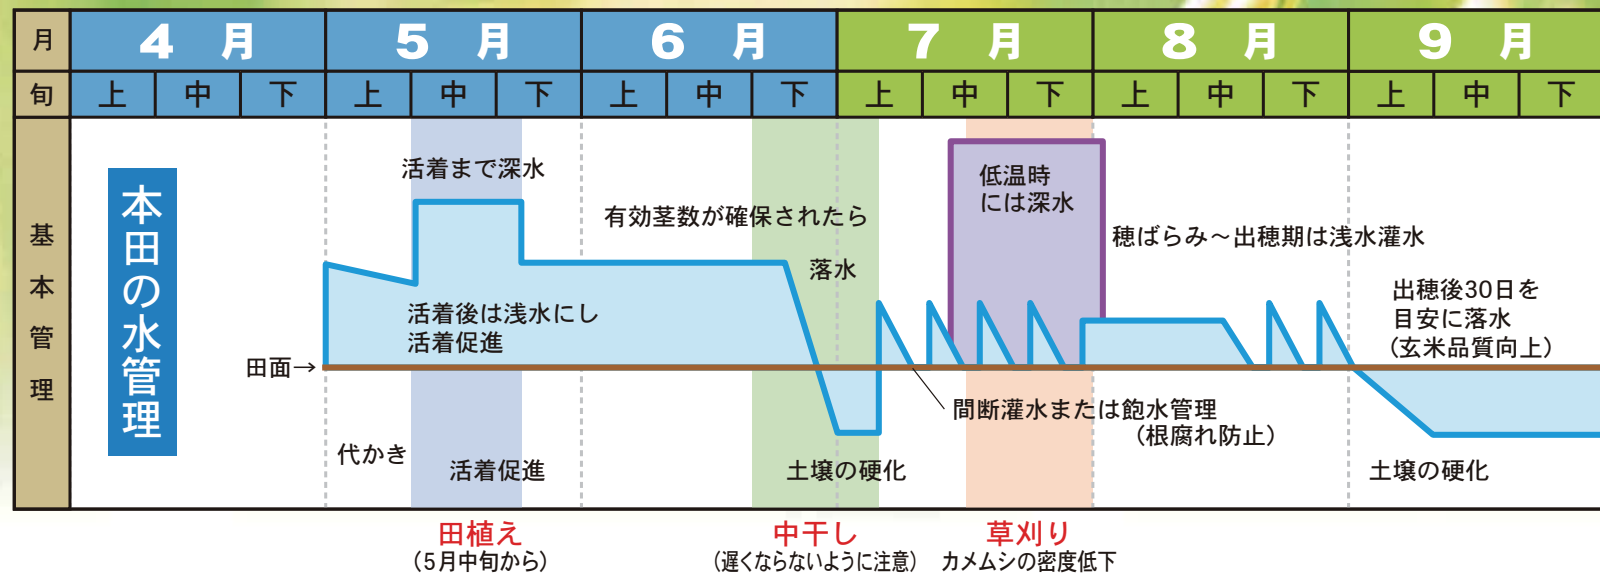 月
4月
5月
6月
7月
8月
9月
旬
上 中 下 上 中 下 上 中 下 上 中 下 上 中 下 上 中 下
基本管理
本田の水管理
活着まで深水
有効茎数が確保されたら
落水
低温時
には深水
穂ばらみ～出穂期は浅水灌水
出穂後30日を
目安に落水
（玄米品質向上）
活着後は浅水にし
活着促進
田面→
間断灌水または飽水管理
（根腐れ防止）
代かき
活着促進
土壌の硬化
土壌の硬化
田植え
（5月中旬から）
中干し
（遅くならないように注意）
草刈り
カメムシの密度低下